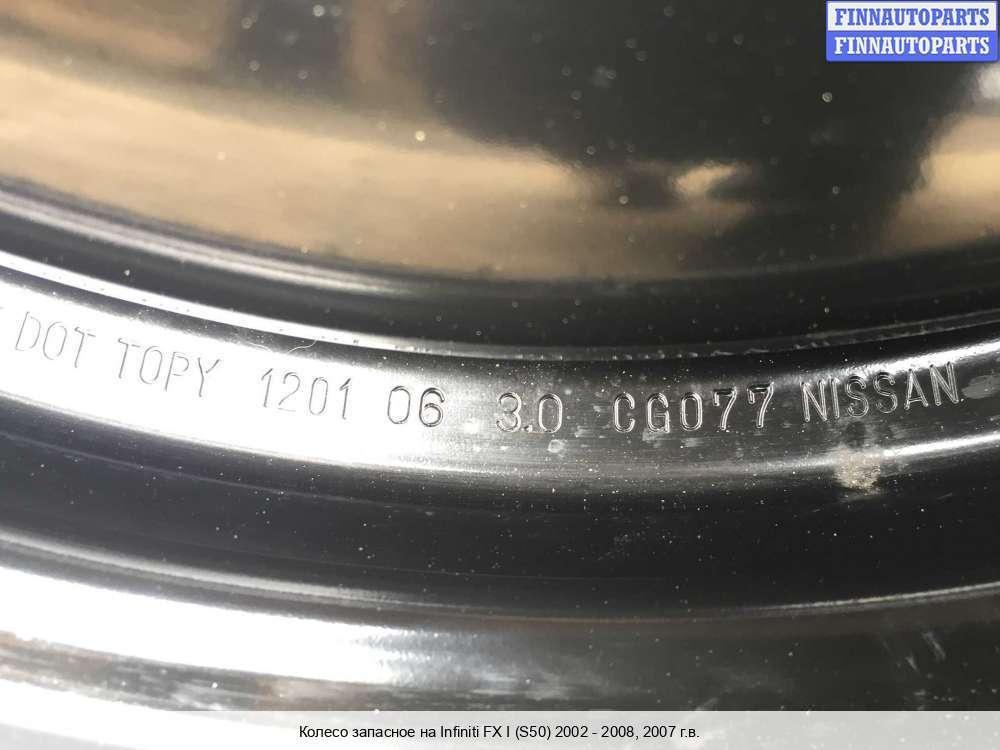 FINNAUTOPARTS
FINNAUTOPARTS
DOT TOPY 1201 06 3.0 CG077 NISSAN
Колесо запасное на Infiniti FX I (S50) 2002 - 2008, 2007 г.в.